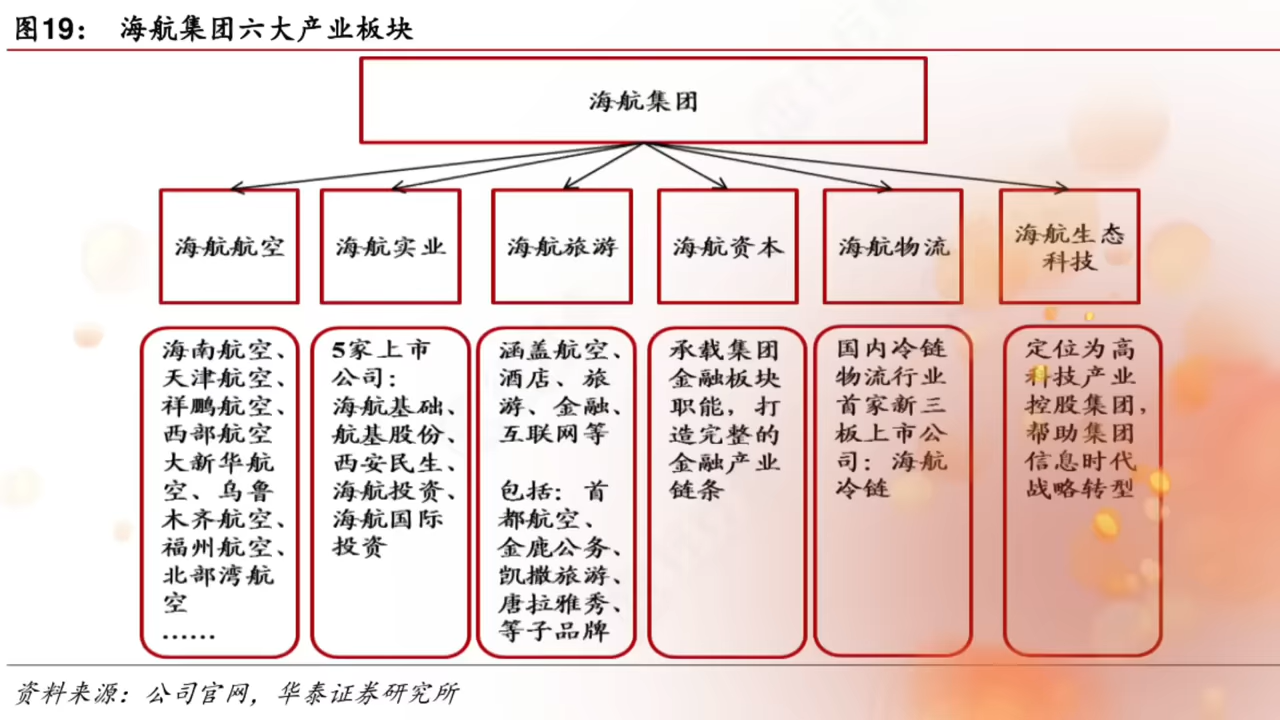 图19： 海航集团六大产业板块
海航集团
海航航空
海航实业
海航旅游
海航资本
海航物流
海航生态
科技
海南航空、
天津航空、
祥鹏航空、
西部航空
大新华航
空、乌鲁
木齐航空、
福州航空、
北部湾航
空
……
5家上市
公司：
海航基础、
航基股份、
西安民生、
海航投资、
海航国际
投资
涵盖航空、
酒店、旅
游、金融、
互联网等
包括：首
都航空、
金鹿公务、
凯撒旅游、
唐拉雅秀、
等子品牌
承载集团
金融板块
职能，打
造完整的
金融产业
链条
国内冷链
物流行业
首家新三
板上市公
司：海航
冷链
定位为高
科技产业
控股集团，
帮助集团
信息时代
战略转型
资料来源：公司官网，华泰证券研究所